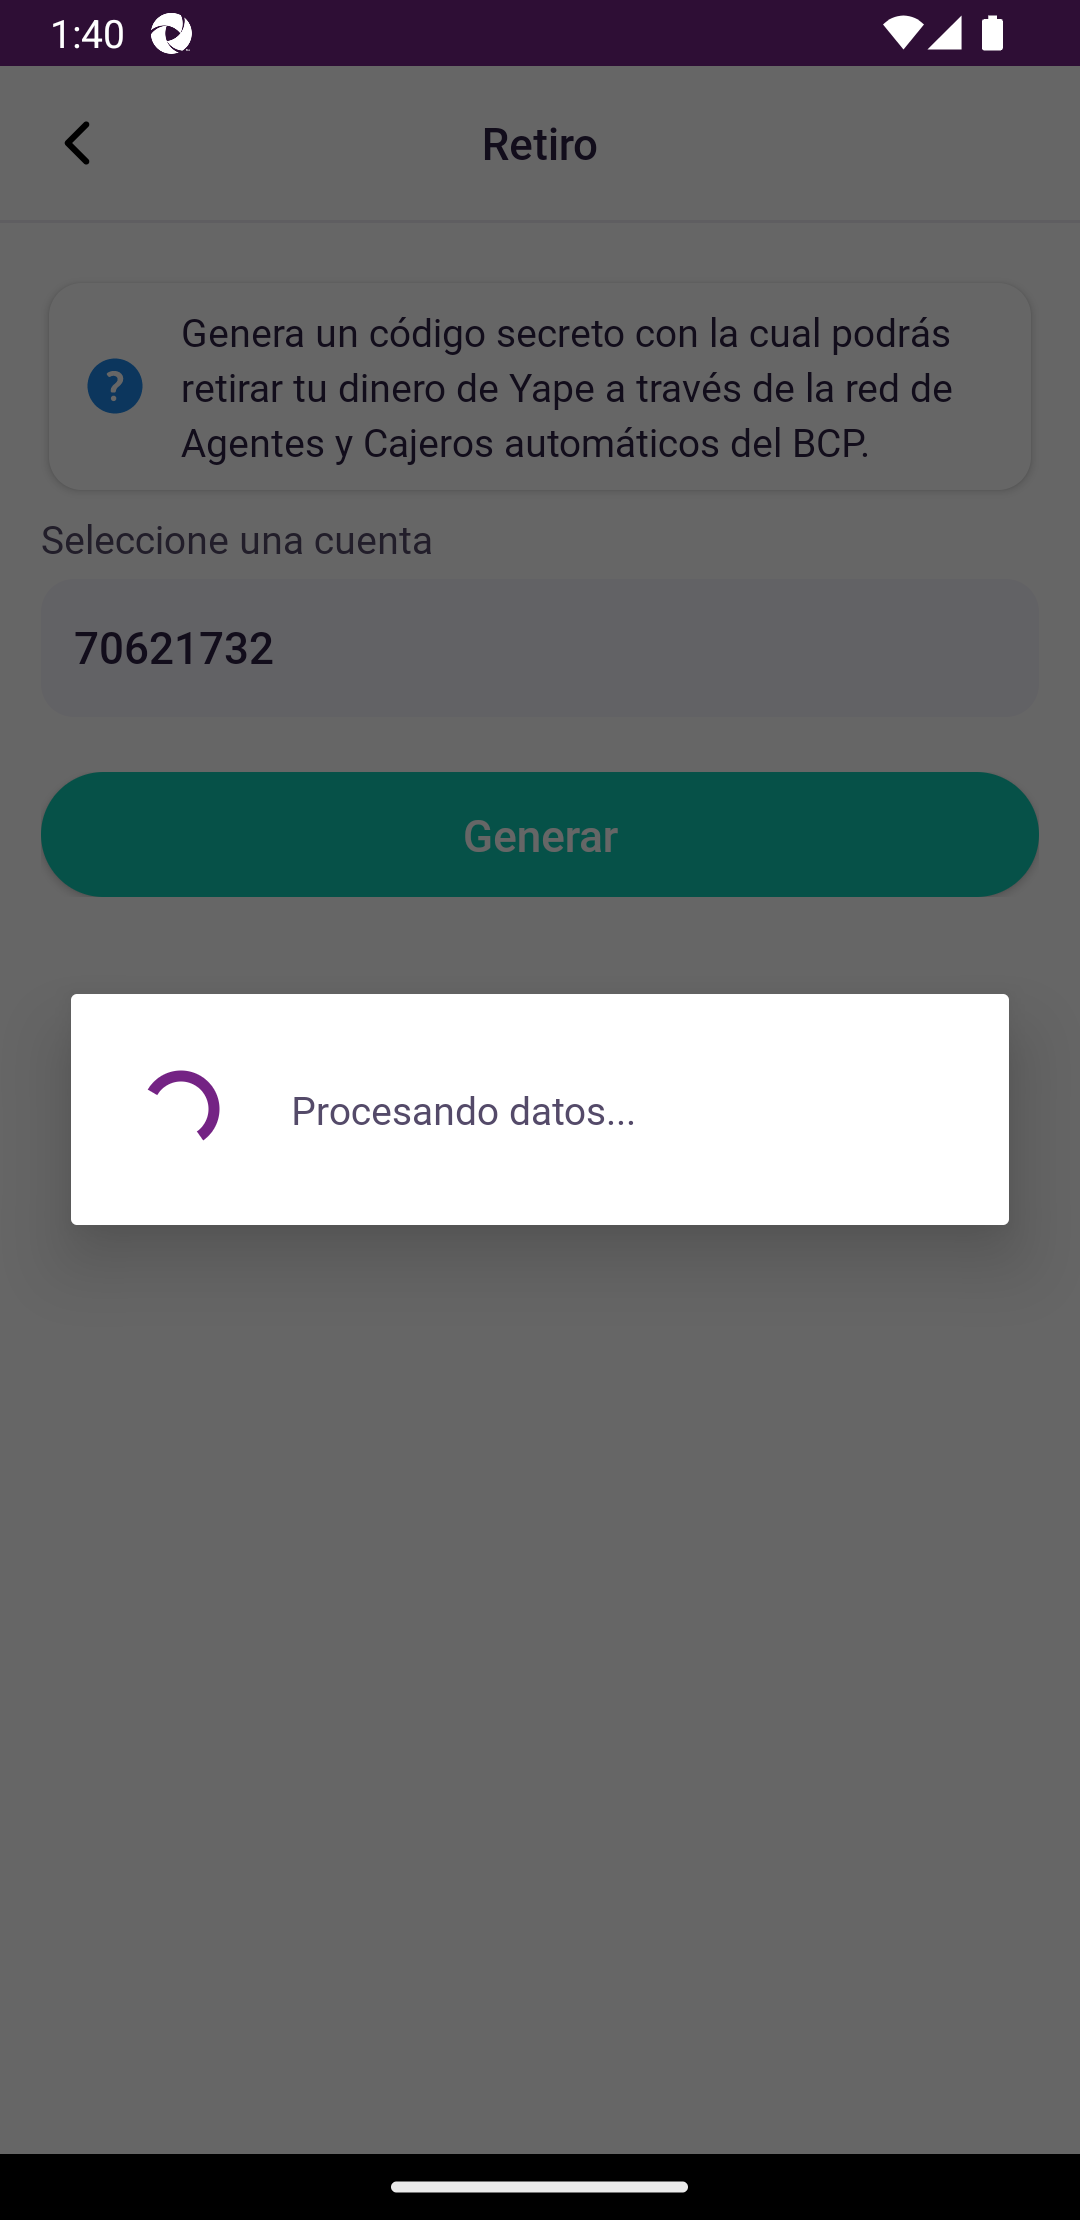 1:40
Retiro
Genera un código secreto con la cual podrás
retirar tu dinero de Yape a través de la red de
Agentes y Cajeros automáticos del BCP.
Seleccione una cuenta
70621732
Generar
Procesando datos...